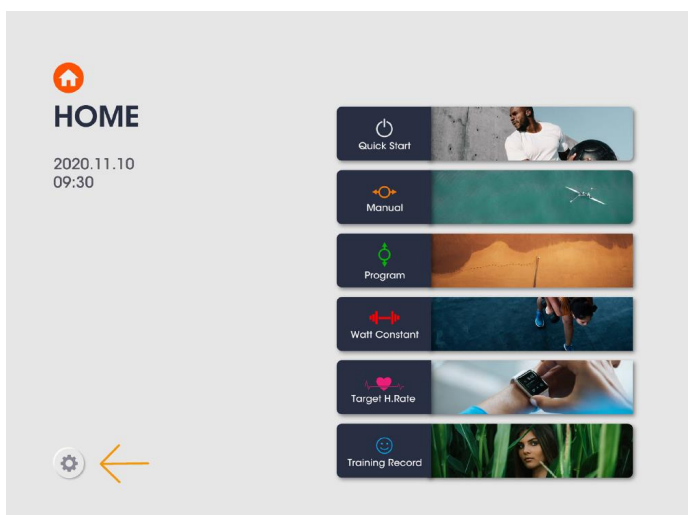 HOME
2020.11.10
09:30
Quick Start
Manual
Program
Watt Constant
Target H.Rate
Training Record